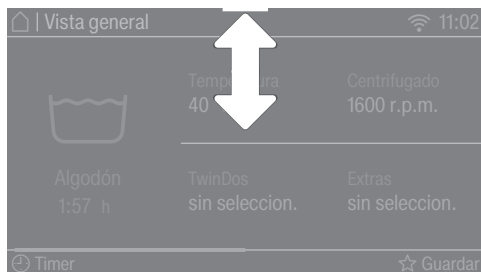 | Vista general
11:02
Temperatura
40
Centrifugado
1600 r.p.m.
Algodón
1:57 h
TwinDos
sin seleccion.
Extras
sin seleccion.
Timer
Guardar